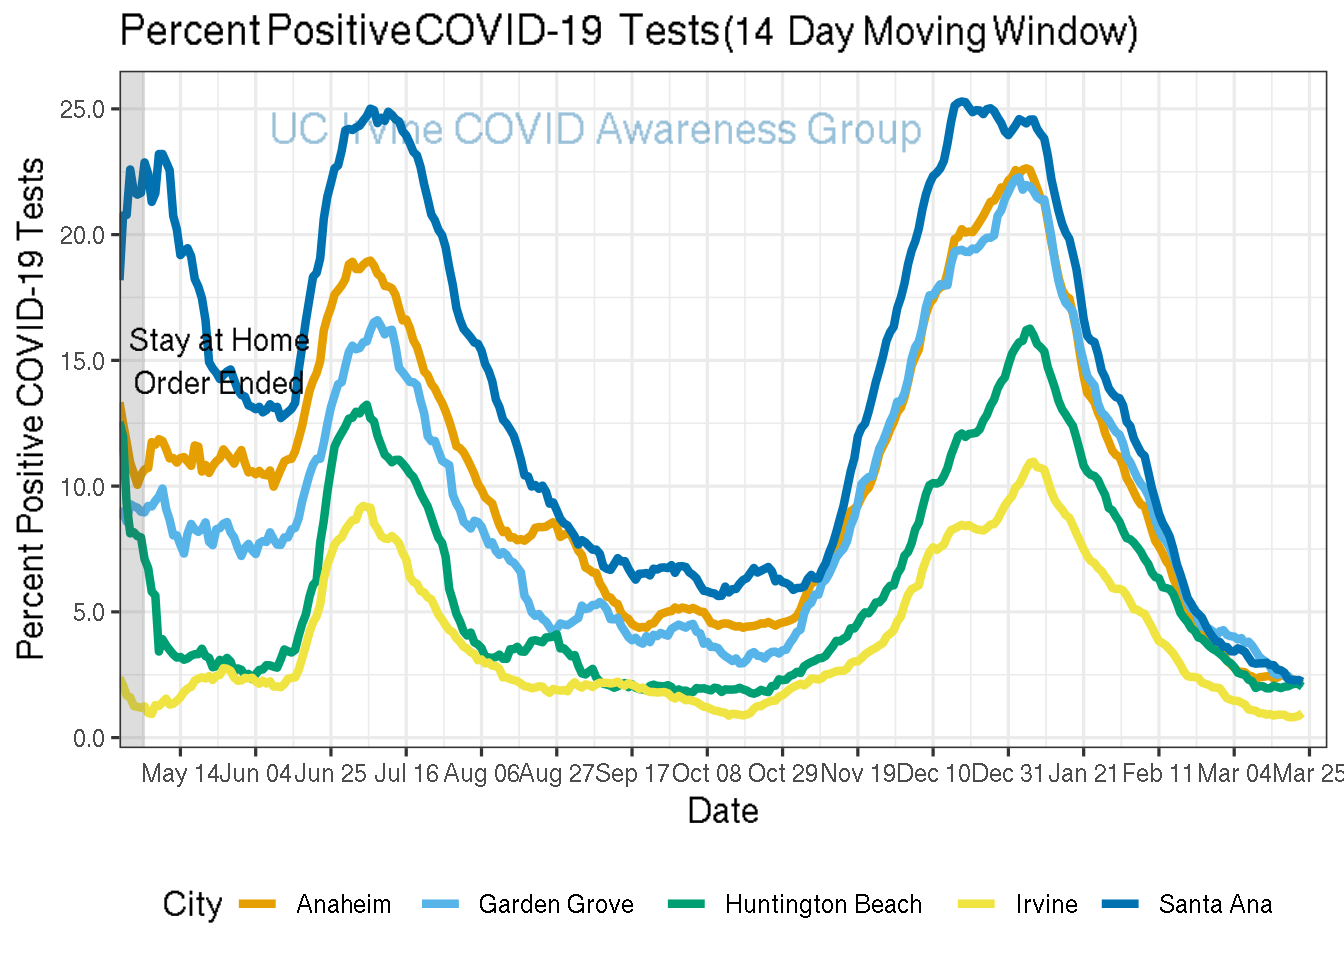 Percent Positive COVID-19 Tests (14 Day Moving Window)
UC Irvine COVID Awareness Group
Percent Positive COVID-19 Tests
25.0
20.0
15.0
10.0
5.0
0.0
Stay at Home
Order Ended
May 14 Jun 04 Jun 25 Jul 16 Aug 06 Aug 27 Sep 17 Oct 08 Oct 29 Nov 19 Dec 10 Dec 31 Jan 21 Feb 11 Mar 04 Mar 25
Date
City Anaheim Garden Grove Huntington Beach Irvine Santa Ana